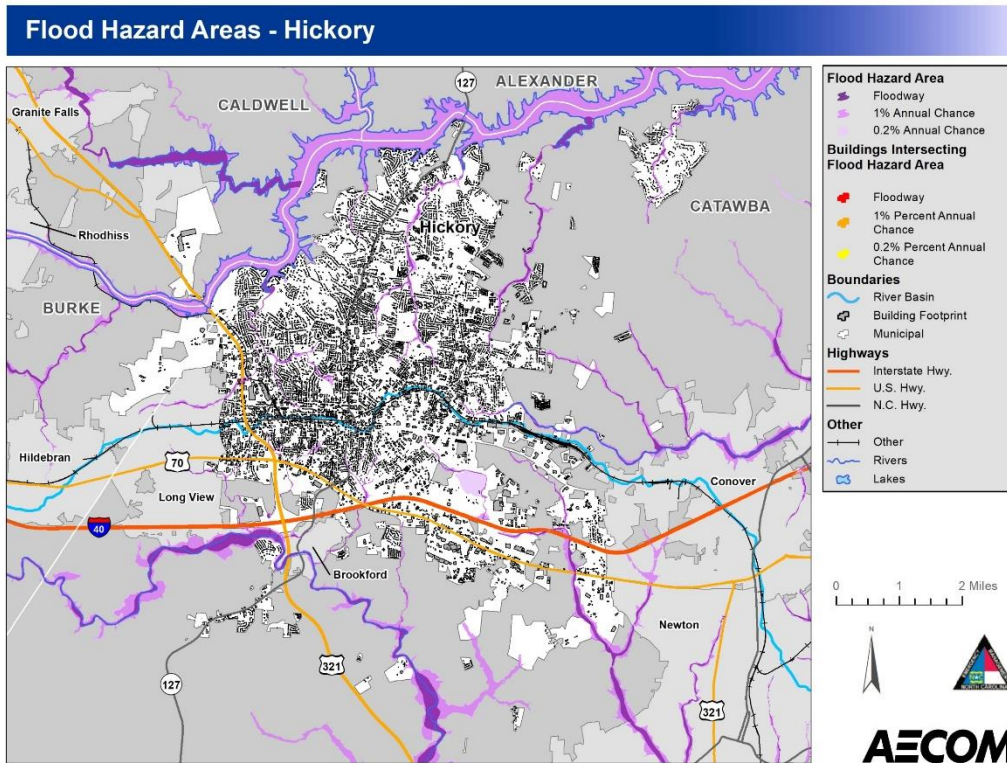 Flood Hazard Areas - Hickory
127
ALEXANDER
CALDWELL
Granite Falls
CATAWBA
Hickory
Rhodhiss
BURKE
Hildebran
70
Conover
Long View
40
Brookford
Newton
321
127
321
Flood Hazard Area
Floodway
1% Annual Chance
0.2% Annual Chance
Buildings Intersecting
Flood Hazard Area
Floodway
1% Percent Annual
Chance
0.2% Percent Annual
Chance
Boundaries
River Basin
Building Footprint
Municipal
Highways
Interstate Hwy.
U.S. Hwy.
N.C. Hwy.
Other
Other
Rivers
Lakes
0 1 2 Miles
N
NORTH CAROLINA
AECOM